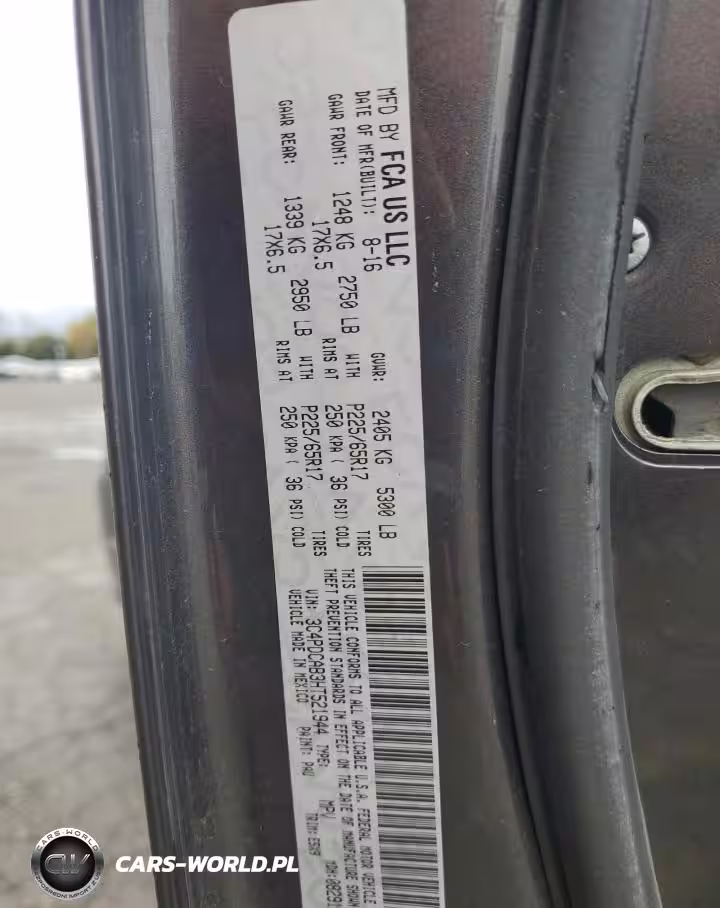 MFD BY FCA US LLC
DATE OF MFR(BUILT): 8-16 GVWR: 2405 KG 5300 LB
GAWR FRONT: 1248 KG 2750 LB WITH P225/65R17 TIRES
17X6.5 RIMS AT 250 KPA ( 36 PSI) COLD
GAWR REAR: 1339 KG 2950 LB WITH P225/65R17 TIRES
17X6.5 RIMS AT 250 KPA ( 36 PSI) COLD
THIS VEHICLE CONFORMS TO ALL APPLICABLE U.S.A. FEDERAL MOTOR VEHICLE
THEFT PREVENTION STANDARDS IN EFFECT ON THE DATE OF MANUFACTURE SHOWN
VIN: 3C4PDCAB3HT521944 TYPE: MPV
VEHICLE MADE IN MEXICO PAINT: PAU
CARS-WORLD
CW
CARS-WORLD.PL